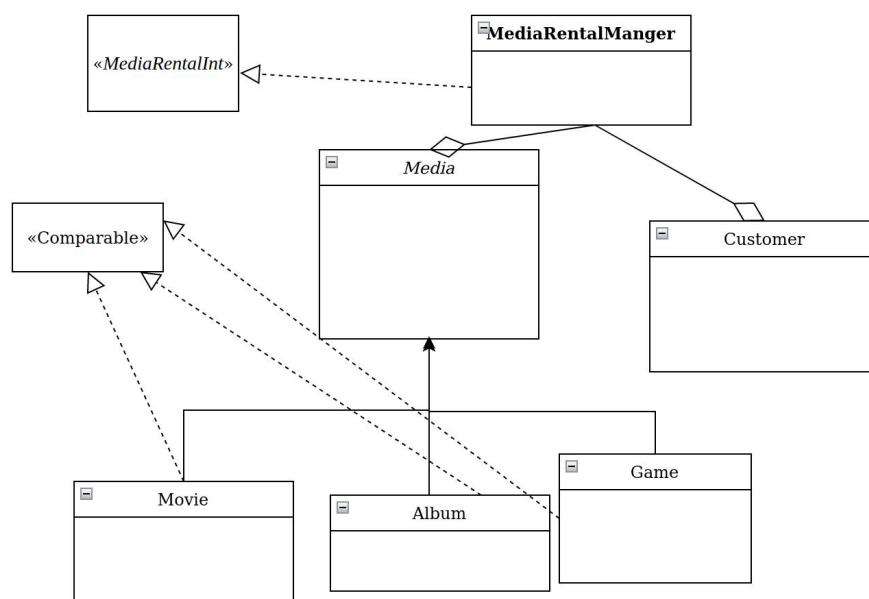 «MediaRentalInt»
MediaRentalManger
Media
«Comparable»
Customer
Movie
Album
Game